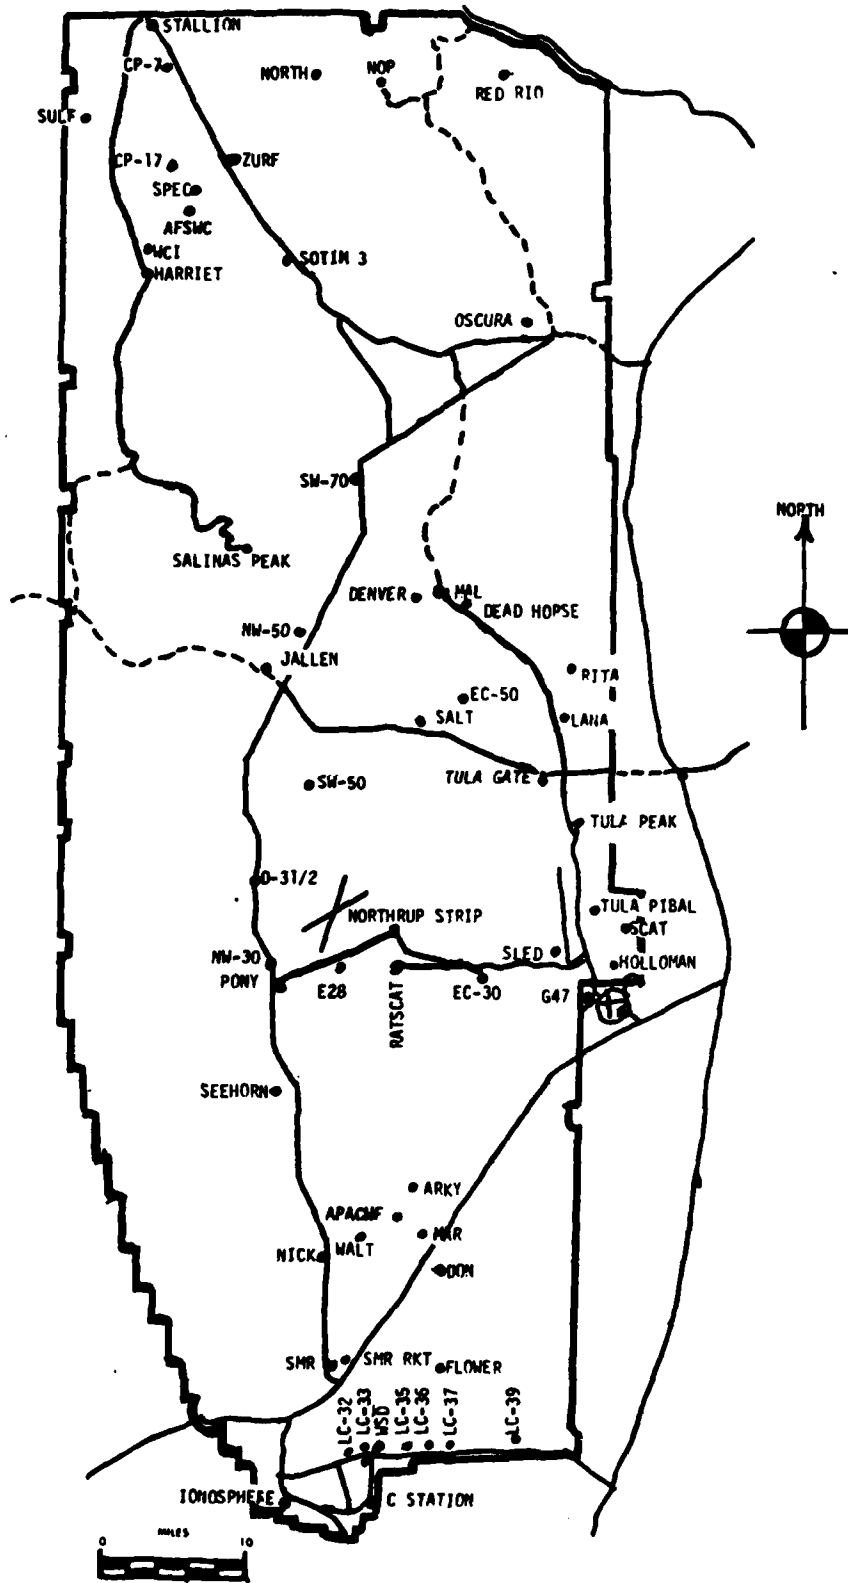 STALLION
CP-7
NORTH
NOP
RED RIO
SULF
CP-17
ZURF
SPEC
AFSWC
WCI
HARRIET
SOTIM 3
OSCURA
SW-70
NORTH
SALINAS PEAK
DENVER
MAL
DEAD HOPSE
NW-50
JALLEN
RITA
EC-50
SALT
LANA
TULA GATE
SW-50
TULA PEAK
O-31/2
NORTHRUP STRIP
TULA PIBAL
SCAT
NW-30
SLED
HOLLOMAN
PONY
E28
RATSCAT
EC-30
G47
SEEHORN
ARKY
APACHE
MAR
NICK
WALT
DON
SMR
SMR RKT
FLOWER
LC-32
LC-33
WSD
LC-35
LC-36
LC-37
LC-39
IONOSPHERE
C STATION
0
MILES
10